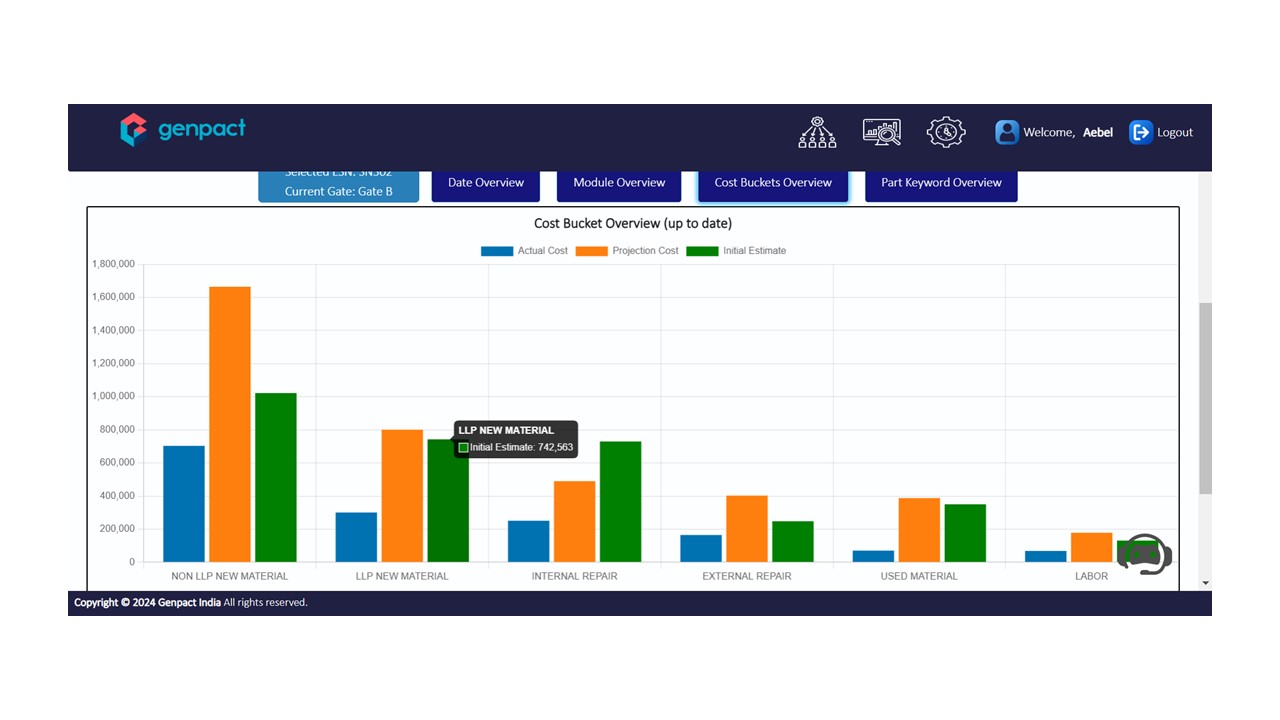 genpact
Welcome, Aebel
Logout
Selected ESN: SN302
Current Gate: Gate B
Date Overview
Module Overview
Cost Buckets Overview
Part Keyword Overview
Cost Bucket Overview (up to date)
Actual Cost
Projection Cost
Initial Estimate
1,800,000
1,600,000
1,400,000
1,200,000
1,000,000
800,000
600,000
400,000
200,000
0
LLP NEW MATERIAL
Initial Estimate: 742,563
NON LLP NEW MATERIAL
LLP NEW MATERIAL
INTERNAL REPAIR
EXTERNAL REPAIR
USED MATERIAL
LABOR
Copyright © 2024 Genpact India All rights reserved.